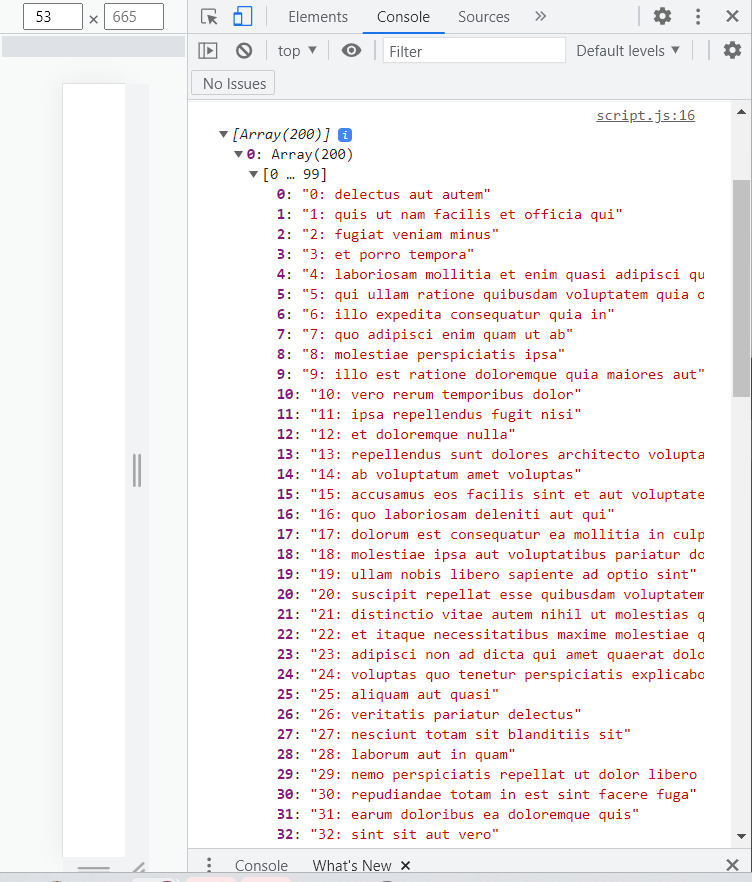 53 × 665
Elements Console Sources »
top ▼ Filter Default levels ▼
No Issues
script.js:16
▼[Array(200)] i
▼0: Array(200)
▼[0 … 99]
0: "0: delectus aut autem"
1: "1: quis ut nam facilis et officia qui"
2: "2: fugiat veniam minus"
3: "3: et porro tempora"
4: "4: laboriosam mollitia et enim quasi adipisci qu
5: "5: qui ullam ratione quibusdam voluptatem quia o
6: "6: illo expedita consequatur quia in"
7: "7: quo adipisci enim quam ut ab"
8: "8: molestiae perspiciatis ipsa"
9: "9: illo est ratione doloremque quia maiores aut"
10: "10: vero rerum temporibus dolor"
11: "11: ipsa repellendus fugit nisi"
12: "12: et doloremque nulla"
13: "13: repellendus sunt dolores architecto volupta
14: "14: ab voluptatum amet voluptas"
15: "15: accusamus eos facilis sint et aut voluptate
16: "16: quo laboriosam deleniti aut qui"
17: "17: dolorum est consequatur ea mollitia in culp
18: "18: molestiae ipsa aut voluptatibus pariatur do
19: "19: ullam nobis libero sapiente ad optio sint"
20: "20: suscipit repellat esse quibusdam voluptatem
21: "21: distinctio vitae autem nihil ut molestias q
22: "22: et itaque necessitatibus maxime molestiae q
23: "23: adipisci non ad dicta qui amet quaerat dolo
24: "24: voluptas quo tenetur perspiciatis explicabo
25: "25: aliquam aut quasi"
26: "26: veritatis pariatur delectus"
27: "27: nesciunt totam sit blanditiis sit"
28: "28: laborum aut in quam"
29: "29: nemo perspiciatis repellat ut dolor libero
30: "30: repudiandae totam in est sint facere fuga"
31: "31: earum doloribus ea doloremque quis"
32: "32: sint sit aut vero"
Console What's New ×